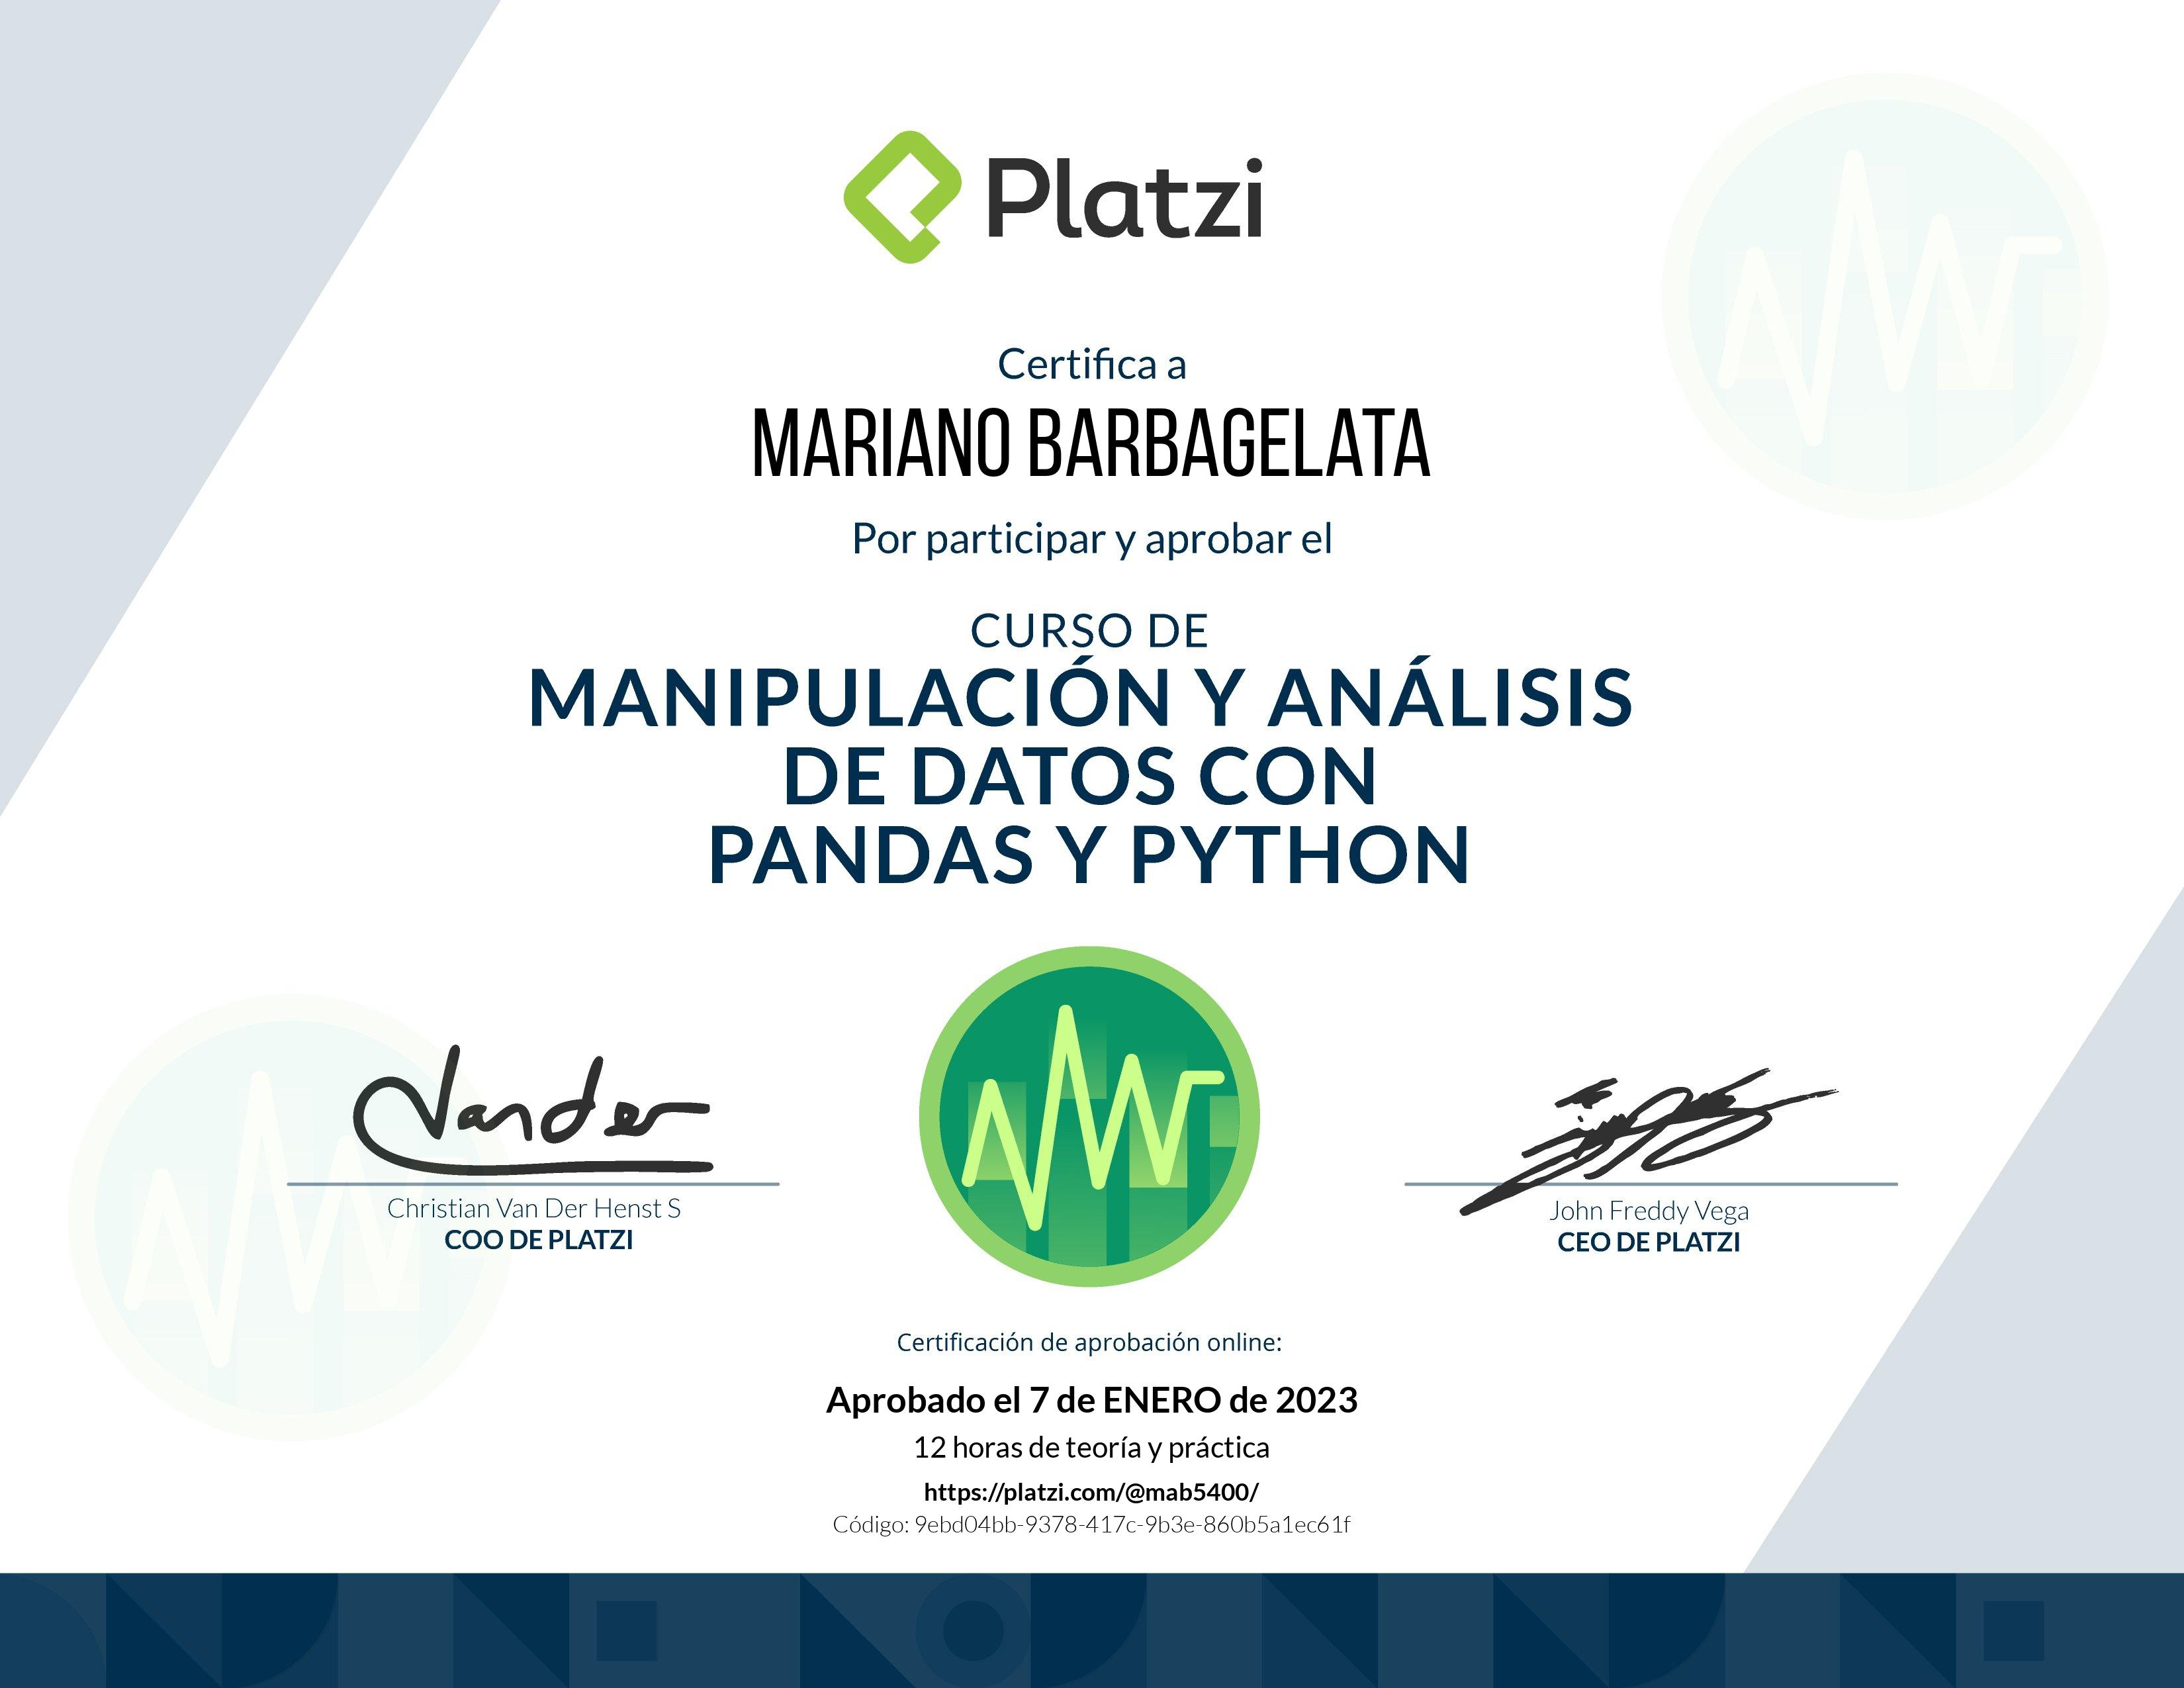 Platzi
Certifica a
MARIANO BARBAGELATA
Por participar y aprobar el
CURSO DE
MANIPULACIÓN Y ANÁLISIS
DE DATOS CON
PANDAS Y PYTHON
Vander
Christian Van Der Henst S
COO DE PLATZI
John Freddy Vega
CEO DE PLATZI
Certificación de aprobación online:
Aprobado el 7 de ENERO de 2023
12 horas de teoría y práctica
https://platzi.com/@mab5400/
Código: 9ebd04bb-9378-417c-9b3e-860b5a1ec61f